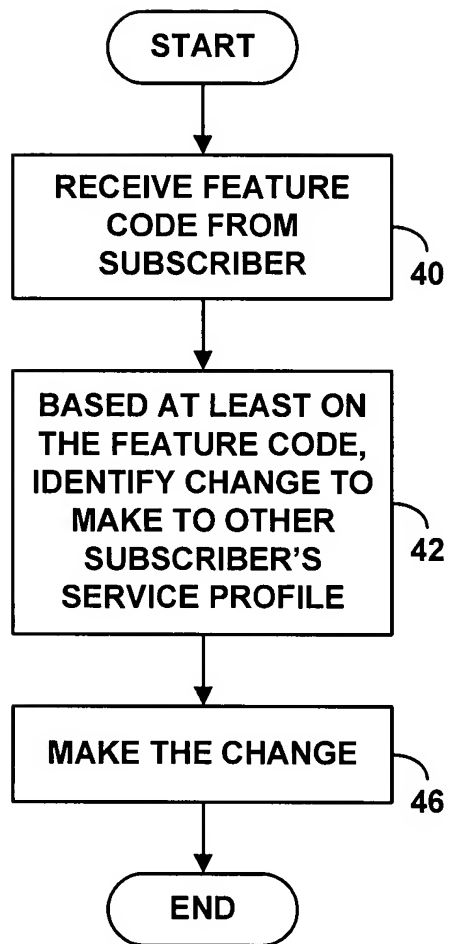 START
RECEIVE FEATURE
CODE FROM
SUBSCRIBER
40
BASED AT LEAST ON
THE FEATURE CODE,
IDENTIFY CHANGE TO
MAKE TO OTHER
SUBSCRIBER'S
SERVICE PROFILE
42
MAKE THE CHANGE
46
END